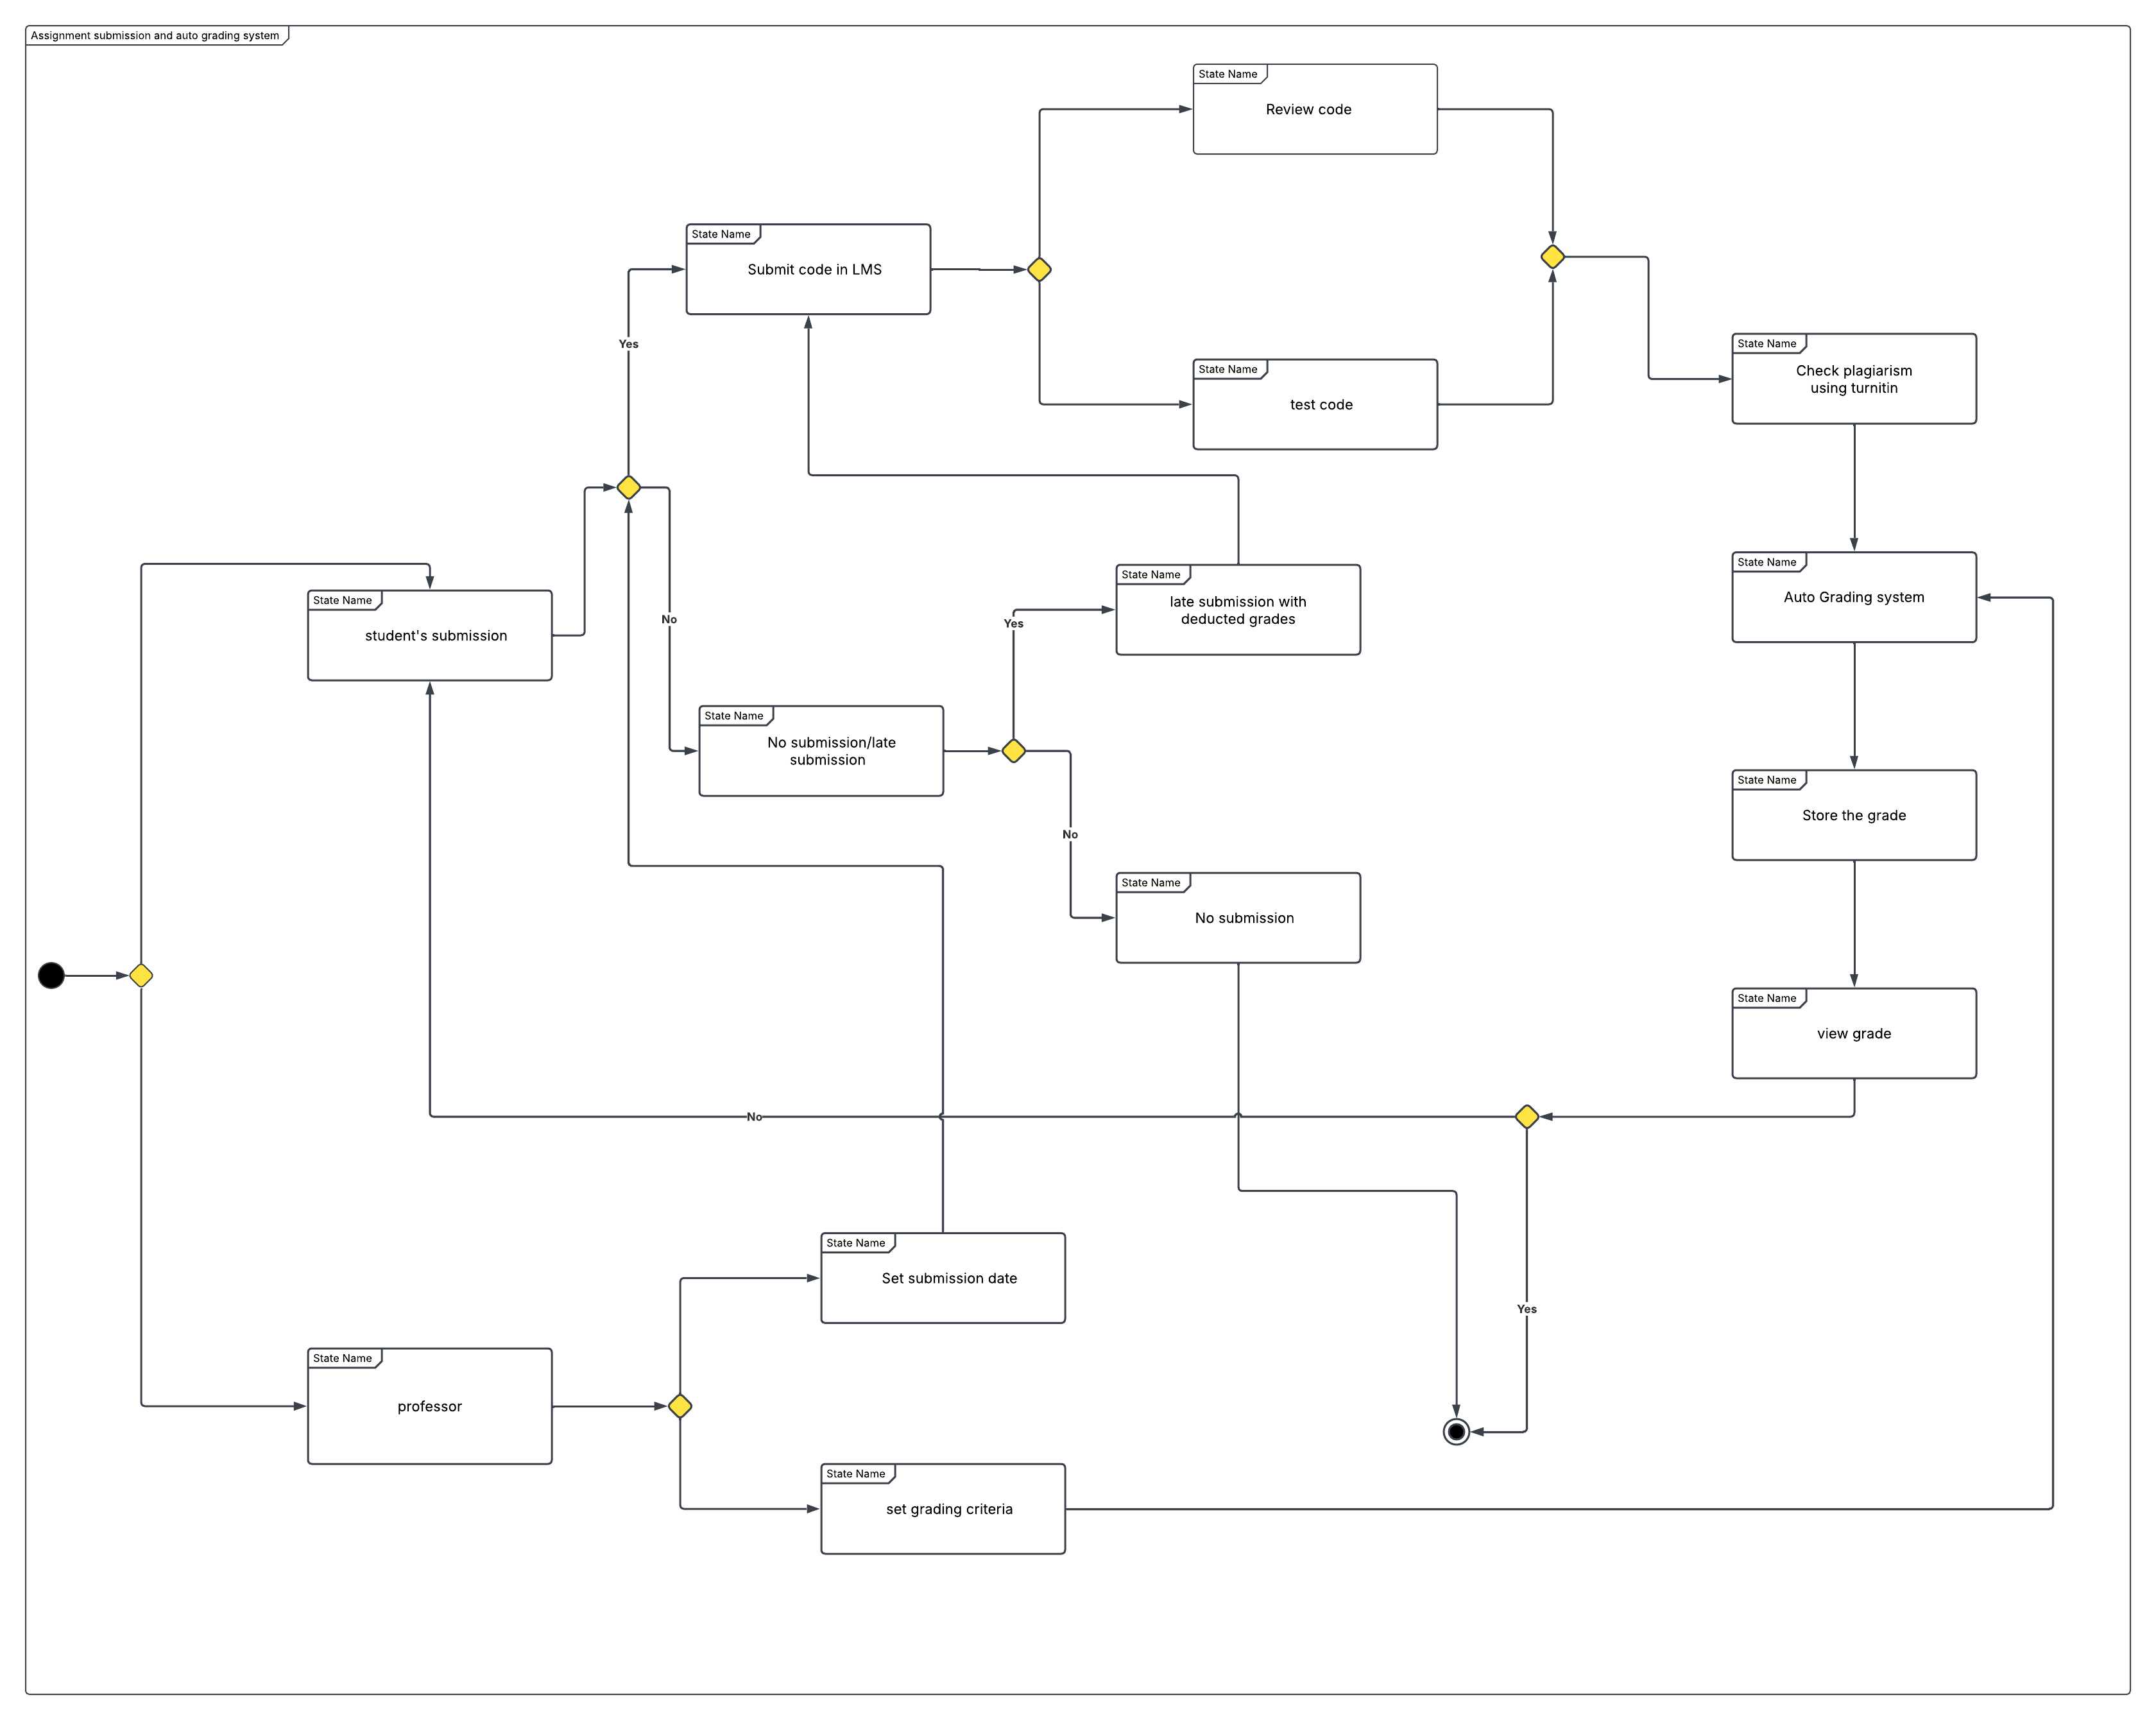 Assignment submission and auto grading system
State Name
Review code
State Name
Submit code in LMS
Yes
State Name
test code
State Name
Check plagiarism
using turnitin
State Name
student's submission
No
Yes
State Name
late submission with
deducted grades
State Name
Auto Grading system
State Name
No submission/late
submission
No
State Name
No submission
State Name
Store the grade
State Name
view grade
No
Yes
State Name
Set submission date
State Name
professor
State Name
set grading criteria